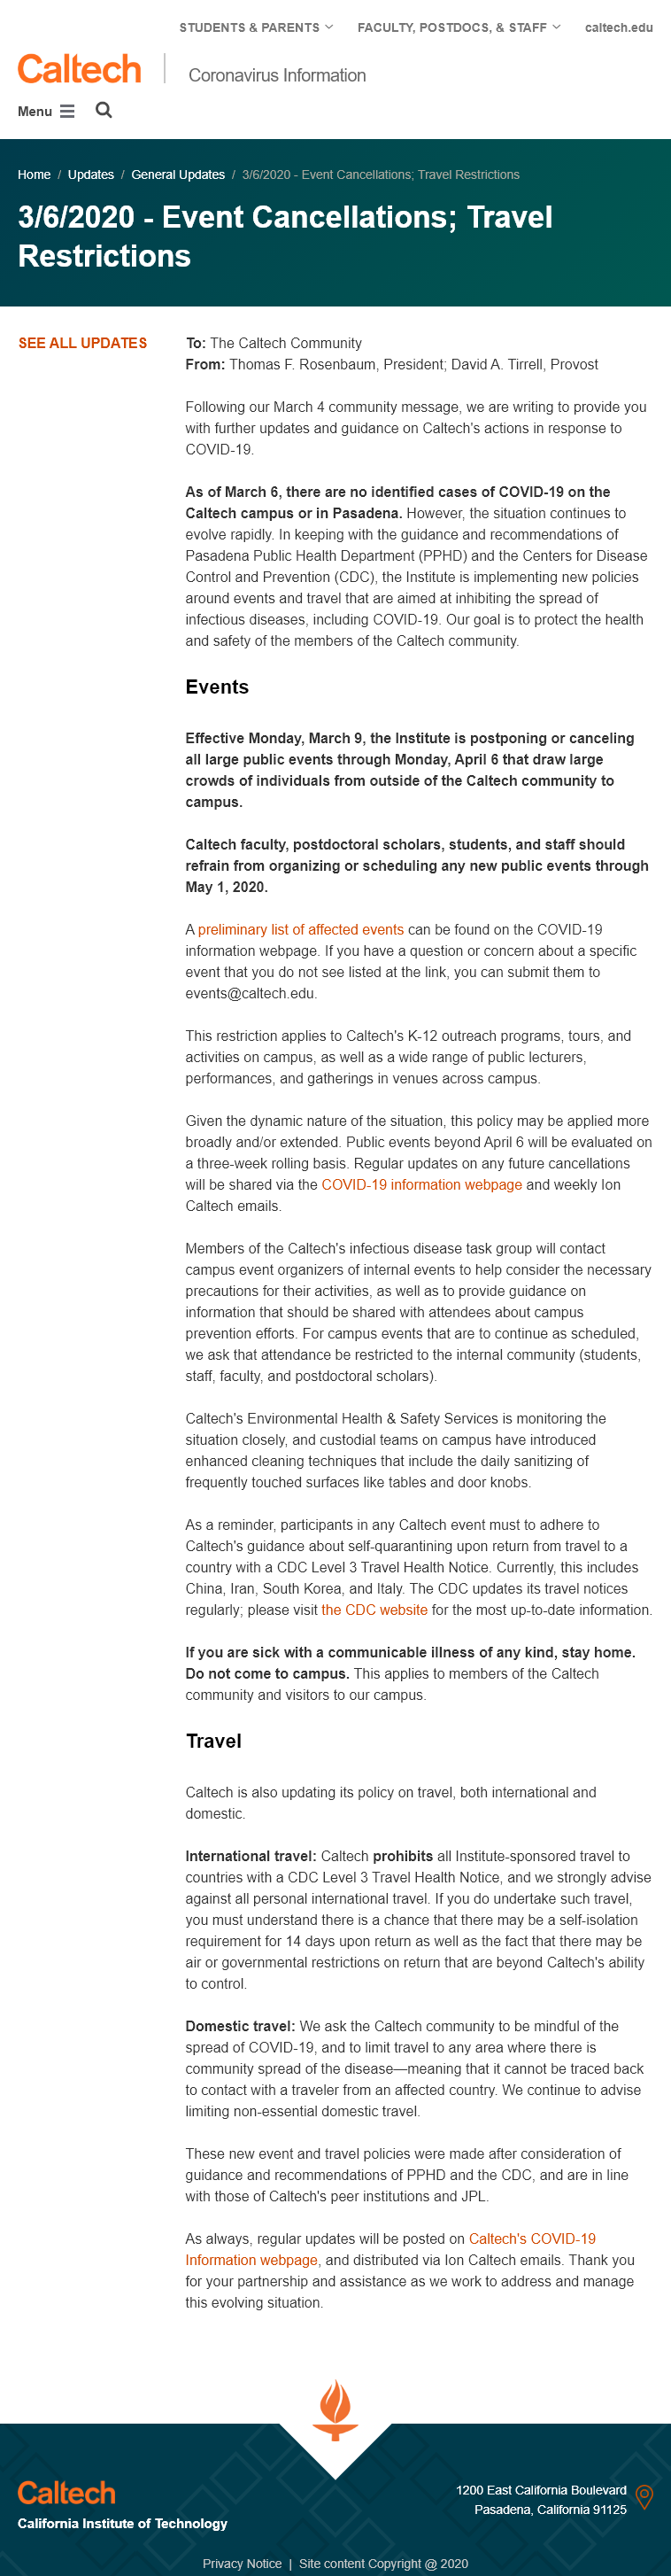 STUDENTS & PARENTS FACULTY, POSTDOCS, & STAFF caltech.edu
Caltech Coronavirus Information
Menu
Home / Updates / General Updates / 3/6/2020 - Event Cancellations; Travel Restrictions
3/6/2020 - Event Cancellations; Travel
Restrictions
SEE ALL UPDATES
To: The Caltech Community
From: Thomas F. Rosenbaum, President; David A. Tirrell, Provost
Following our March 4 community message, we are writing to provide you
with further updates and guidance on Caltech's actions in response to
COVID-19.
As of March 6, there are no identified cases of COVID-19 on the
Caltech campus or in Pasadena. However, the situation continues to
evolve rapidly. In keeping with the guidance and recommendations of
Pasadena Public Health Department (PPHD) and the Centers for Disease
Control and Prevention (CDC), the Institute is implementing new policies
around events and travel that are aimed at inhibiting the spread of
infectious diseases, including COVID-19. Our goal is to protect the health
and safety of the members of the Caltech community.
Events
Effective Monday, March 9, the Institute is postponing or canceling
all large public events through Monday, April 6 that draw large
crowds of individuals from outside of the Caltech community to
campus.
Caltech faculty, postdoctoral scholars, students, and staff should
refrain from organizing or scheduling any new public events through
May 1, 2020.
A preliminary list of affected events can be found on the COVID-19
information webpage. If you have a question or concern about a specific
event that you do not see listed at the link, you can submit them to
events@caltech.edu.
This restriction applies to Caltech's K-12 outreach programs, tours, and
activities on campus, as well as a wide range of public lecturers,
performances, and gatherings in venues across campus.
Given the dynamic nature of the situation, this policy may be applied more
broadly and/or extended. Public events beyond April 6 will be evaluated on
a three-week rolling basis. Regular updates on any future cancellations
will be shared via the COVID-19 information webpage and weekly Ion
Caltech emails.
Members of the Caltech's infectious disease task group will contact
campus event organizers of internal events to help consider the necessary
precautions for their activities, as well as to provide guidance on
information that should be shared with attendees about campus
prevention efforts. For campus events that are to continue as scheduled,
we ask that attendance be restricted to the internal community (students,
staff, faculty, and postdoctoral scholars).
Caltech's Environmental Health & Safety Services is monitoring the
situation closely, and custodial teams on campus have introduced
enhanced cleaning techniques that include the daily sanitizing of
frequently touched surfaces like tables and door knobs.
As a reminder, participants in any Caltech event must to adhere to
Caltech's guidance about self-quarantining upon return from travel to a
country with a CDC Level 3 Travel Health Notice. Currently, this includes
China, Iran, South Korea, and Italy. The CDC updates its travel notices
regularly; please visit the CDC website for the most up-to-date information.
If you are sick with a communicable illness of any kind, stay home.
Do not come to campus. This applies to members of the Caltech
community and visitors to our campus.
Travel
Caltech is also updating its policy on travel, both international and
domestic.
International travel: Caltech prohibits all Institute-sponsored travel to
countries with a CDC Level 3 Travel Health Notice, and we strongly advise
against all personal international travel. If you do undertake such travel,
you must understand there is a chance that there may be a self-isolation
requirement for 14 days upon return as well as the fact that there may be
air or governmental restrictions on return that are beyond Caltech's ability
to control.
Domestic travel: We ask the Caltech community to be mindful of the
spread of COVID-19, and to limit travel to any area where there is
community spread of the disease—meaning that it cannot be traced back
to contact with a traveler from an affected country. We continue to advise
limiting non-essential domestic travel.
These new event and travel policies were made after consideration of
guidance and recommendations of PPHD and the CDC, and are in line
with those of Caltech's peer institutions and JPL.
As always, regular updates will be posted on Caltech's COVID-19
Information webpage, and distributed via Ion Caltech emails. Thank you
for your partnership and assistance as we work to address and manage
this evolving situation.
Caltech
California Institute of Technology
1200 East California Boulevard
Pasadena, California 91125
Privacy Notice | Site content Copyright @ 2020